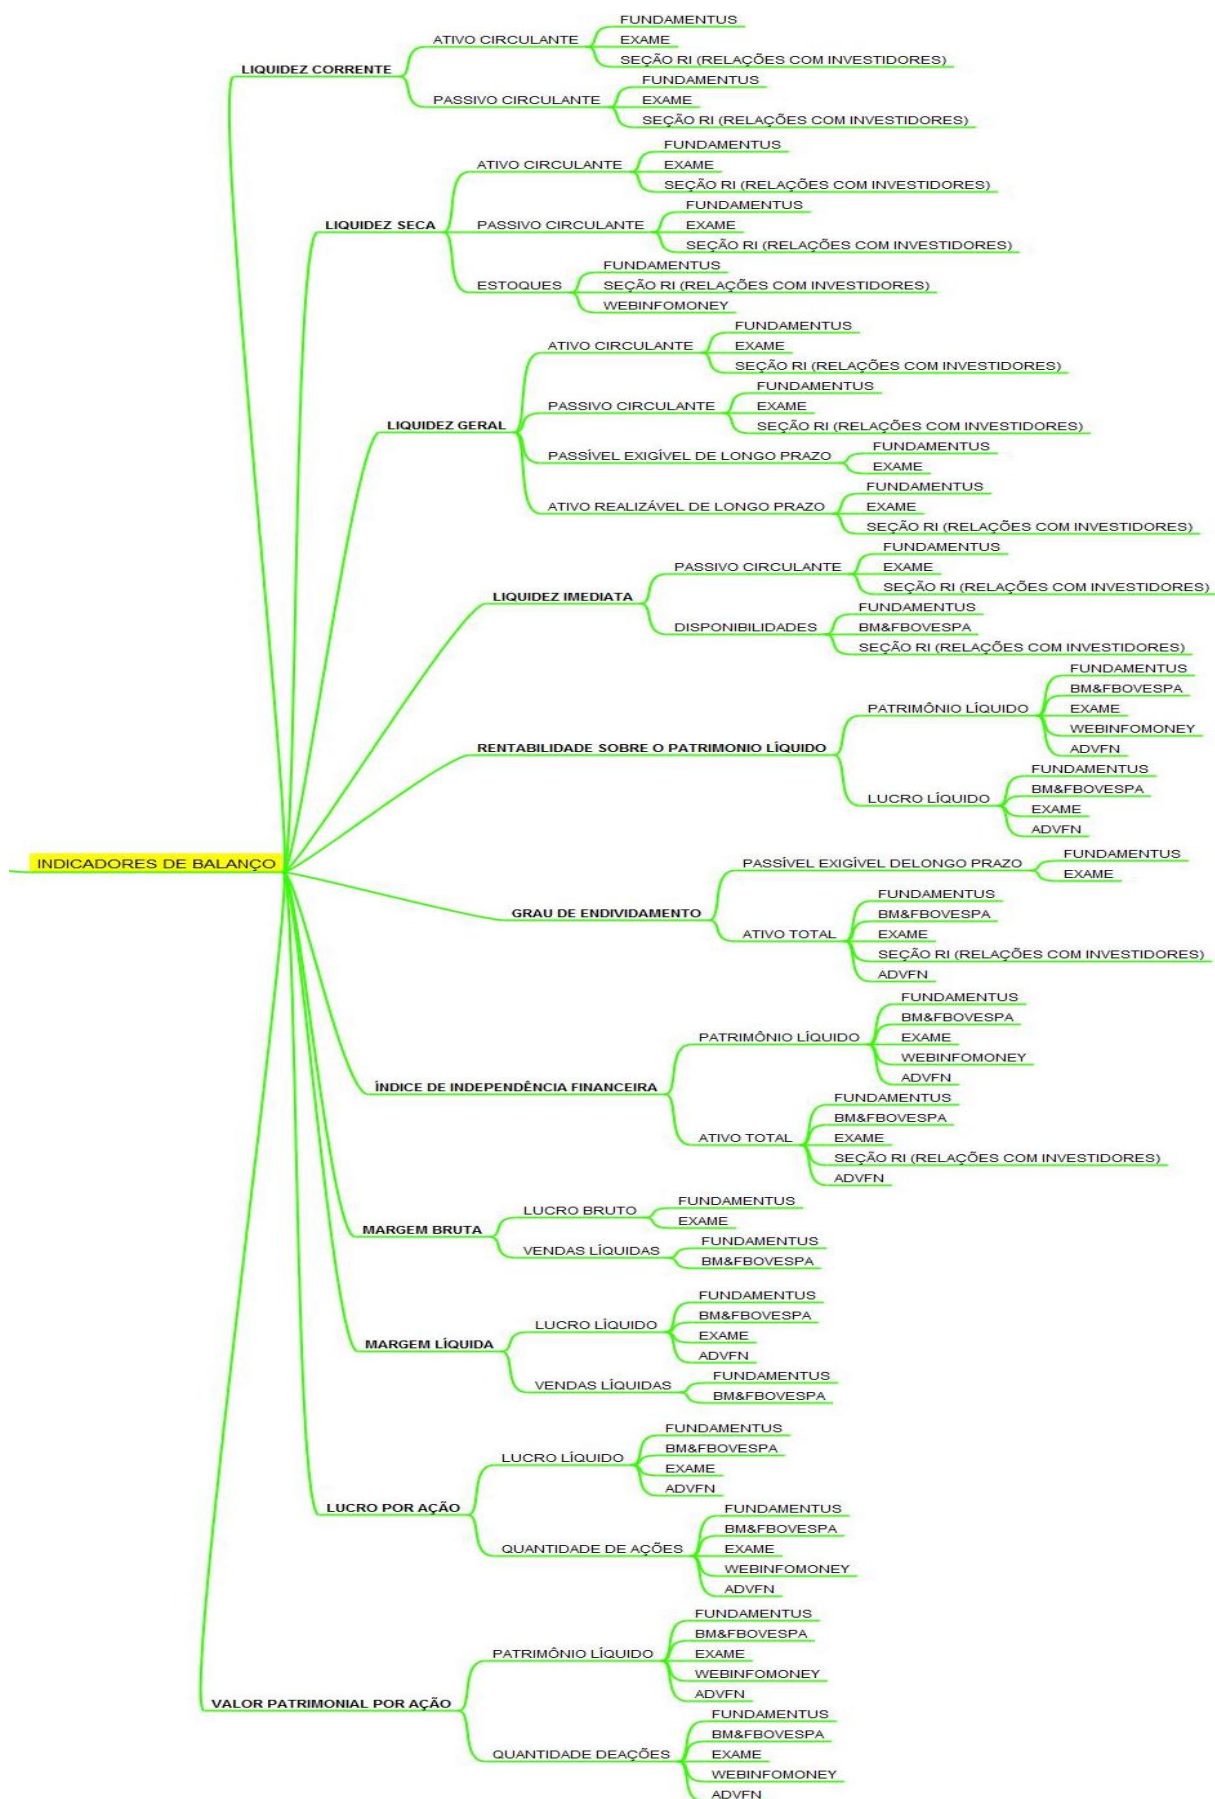 INDICADORES DE BALANÇO
LIQUIDEZ CORRENTE
ATIVO CIRCULANTE
FUNDAMENTUS
EXAME
SEÇÃO RI (RELAÇÕES COM INVESTIDORES)
PASSIVO CIRCULANTE
FUNDAMENTUS
EXAME
SEÇÃO RI (RELAÇÕES COM INVESTIDORES)
LIQUIDEZ SECA
ATIVO CIRCULANTE
FUNDAMENTUS
EXAME
SEÇÃO RI (RELAÇÕES COM INVESTIDORES)
PASSIVO CIRCULANTE
FUNDAMENTUS
EXAME
SEÇÃO RI (RELAÇÕES COM INVESTIDORES)
ESTOQUES
FUNDAMENTUS
SEÇÃO RI (RELAÇÕES COM INVESTIDORES)
WEBINFOMONEY
LIQUIDEZ GERAL
ATIVO CIRCULANTE
FUNDAMENTUS
EXAME
SEÇÃO RI (RELAÇÕES COM INVESTIDORES)
PASSIVO CIRCULANTE
FUNDAMENTUS
EXAME
SEÇÃO RI (RELAÇÕES COM INVESTIDORES)
PASSÍVEL EXIGÍVEL DE LONGO PRAZO
FUNDAMENTUS
EXAME
ATIVO REALIZÁVEL DE LONGO PRAZO
FUNDAMENTUS
EXAME
SEÇÃO RI (RELAÇÕES COM INVESTIDORES)
LIQUIDEZ IMEDIATA
PASSIVO CIRCULANTE
FUNDAMENTUS
EXAME
SEÇÃO RI (RELAÇÕES COM INVESTIDORES)
DISPONIBILIDADES
FUNDAMENTUS
BM&FBOVESPA
SEÇÃO RI (RELAÇÕES COM INVESTIDORES)
RENTABILIDADE SOBRE O PATRIMONIO LÍQUIDO
PATRIMÔNIO LÍQUIDO
FUNDAMENTUS
BM&FBOVESPA
EXAME
WEBINFOMONEY
ADVFN
LUCRO LÍQUIDO
FUNDAMENTUS
BM&FBOVESPA
EXAME
ADVFN
GRAU DE ENDIVIDAMENTO
PASSÍVEL EXIGÍVEL DELONGO PRAZO
FUNDAMENTUS
EXAME
ATIVO TOTAL
FUNDAMENTUS
BM&FBOVESPA
EXAME
SEÇÃO RI (RELAÇÕES COM INVESTIDORES)
ADVFN
ÍNDICE DE INDEPENDÊNCIA FINANCEIRA
PATRIMÔNIO LÍQUIDO
FUNDAMENTUS
BM&FBOVESPA
EXAME
WEBINFOMONEY
ADVFN
ATIVO TOTAL
FUNDAMENTUS
BM&FBOVESPA
EXAME
SEÇÃO RI (RELAÇÕES COM INVESTIDORES)
ADVFN
MARGEM BRUTA
LUCRO BRUTO
FUNDAMENTUS
EXAME
VENDAS LÍQUIDAS
FUNDAMENTUS
BM&FBOVESPA
MARGEM LÍQUIDA
LUCRO LÍQUIDO
FUNDAMENTUS
BM&FBOVESPA
EXAME
ADVFN
VENDAS LÍQUIDAS
FUNDAMENTUS
BM&FBOVESPA
LUCRO POR AÇÃO
LUCRO LÍQUIDO
FUNDAMENTUS
BM&FBOVESPA
EXAME
ADVFN
QUANTIDADE DE AÇÕES
FUNDAMENTUS
BM&FBOVESPA
EXAME
WEBINFOMONEY
ADVFN
VALOR PATRIMONIAL POR AÇÃO
PATRIMÔNIO LÍQUIDO
FUNDAMENTUS
BM&FBOVESPA
EXAME
WEBINFOMONEY
ADVFN
QUANTIDADE DEAÇÕES
FUNDAMENTUS
BM&FBOVESPA
EXAME
WEBINFOMONEY
ADVFN